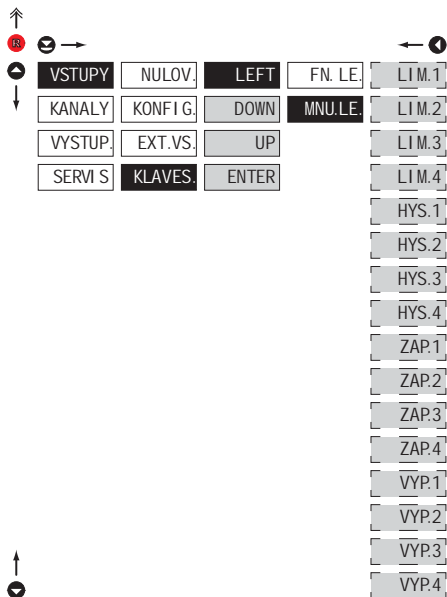 R
VSTUPY NULOV. LEFT FN. LE. LIM.1
KANALY KONFIG. DOWN MNU.LE. LIM.2
VYSTUP. EXT.VS. UP LIM.3
SERVIS KLAVES. ENTER LIM.4
HYS.1
HYS.2
HYS.3
HYS.4
ZAP.1
ZAP.2
ZAP.3
ZAP.4
VYP.1
VYP.2
VYP.3
VYP.4